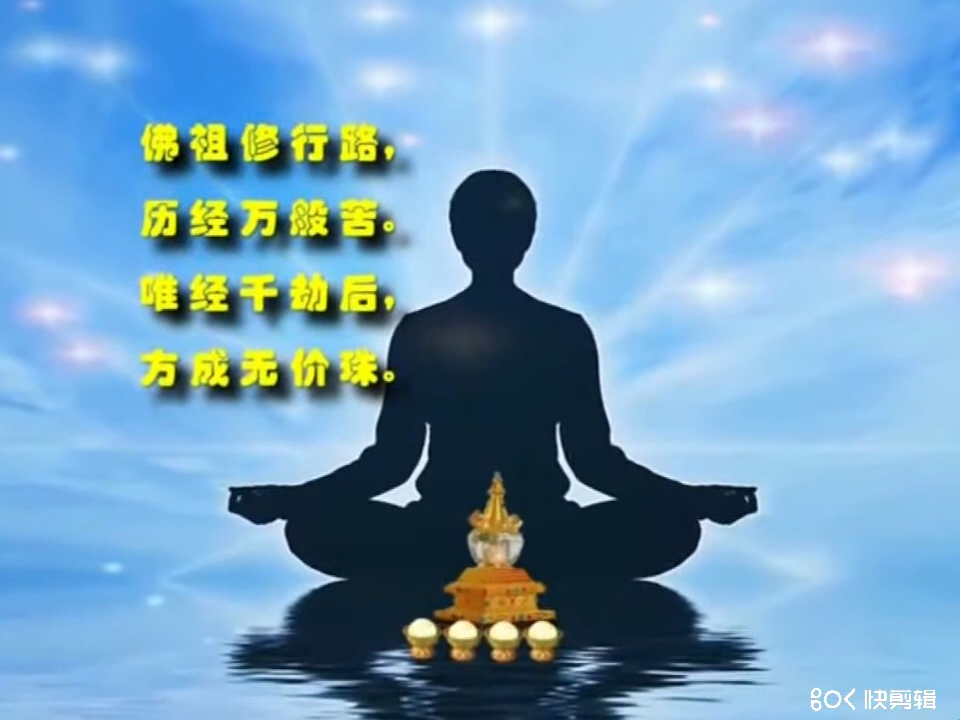 佛祖修行路，
历经万般苦。
唯经千劫后，
方成无价珠。
快剪辑